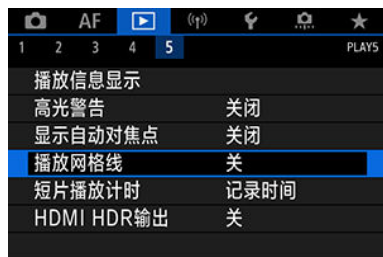 AF
1 2 3 4 5 PLAY5
播放信息显示
高光警告 关闭
显示自动对焦点 关闭
播放网格线 关
短片播放计时 记录时间
HDMI HDR输出 关